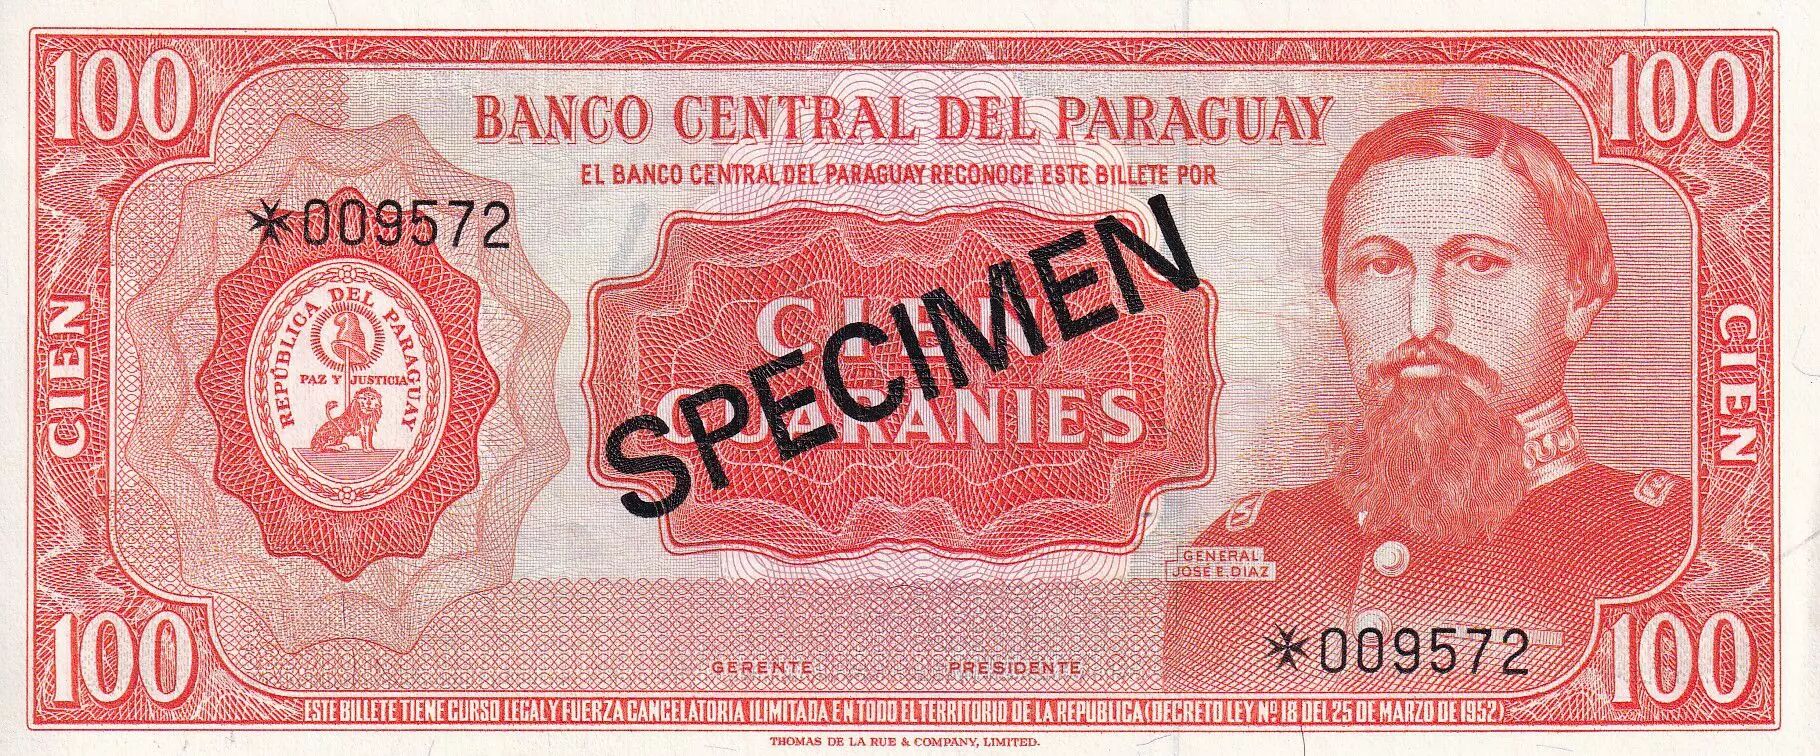 100
100
BANCO CENTRAL DEL PARAGUAY
EL BANCO CENTRAL DEL PARAGUAY RECONOCE ESTE BILLETE POR
009572
REPÚBLICA DEL PARAGUAY
PAZ Y JUSTICIA
CIEN
CIEN
GUARANIES
SPECIMEN
CIEN
GENERAL
JOSE E. DIAZ
009572
GERENTE
PRESIDENTE
100
100
ESTE BILLETE TIENE CURSO LEGAL Y FUERZA CANCELATORIA ILIMITADA EN TODO EL TERRITORIO DE LA REPUBLICA (DECRETO LEY Nº 18 DEL 25 DE MARZO DE 1952)
THOMAS DE LA RUE & COMPANY, LIMITED.